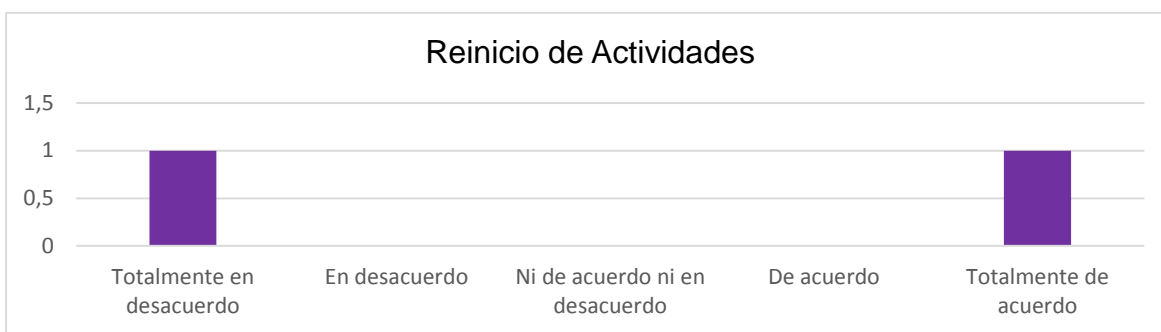 Reinicio de Actividades
1,5
1
0,5
0
Totalmente en
desacuerdo
En desacuerdo
Ni de acuerdo ni en
desacuerdo
De acuerdo
Totalmente de
acuerdo